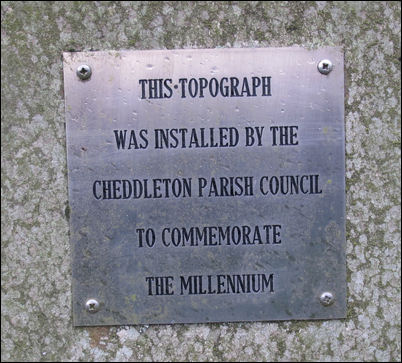 THIS·TOPOGRAPH
WAS INSTALLED BY THE
CHEDDLETON PARISH COUNCIL
TO COMMEMORATE
THE MILLENNIUM